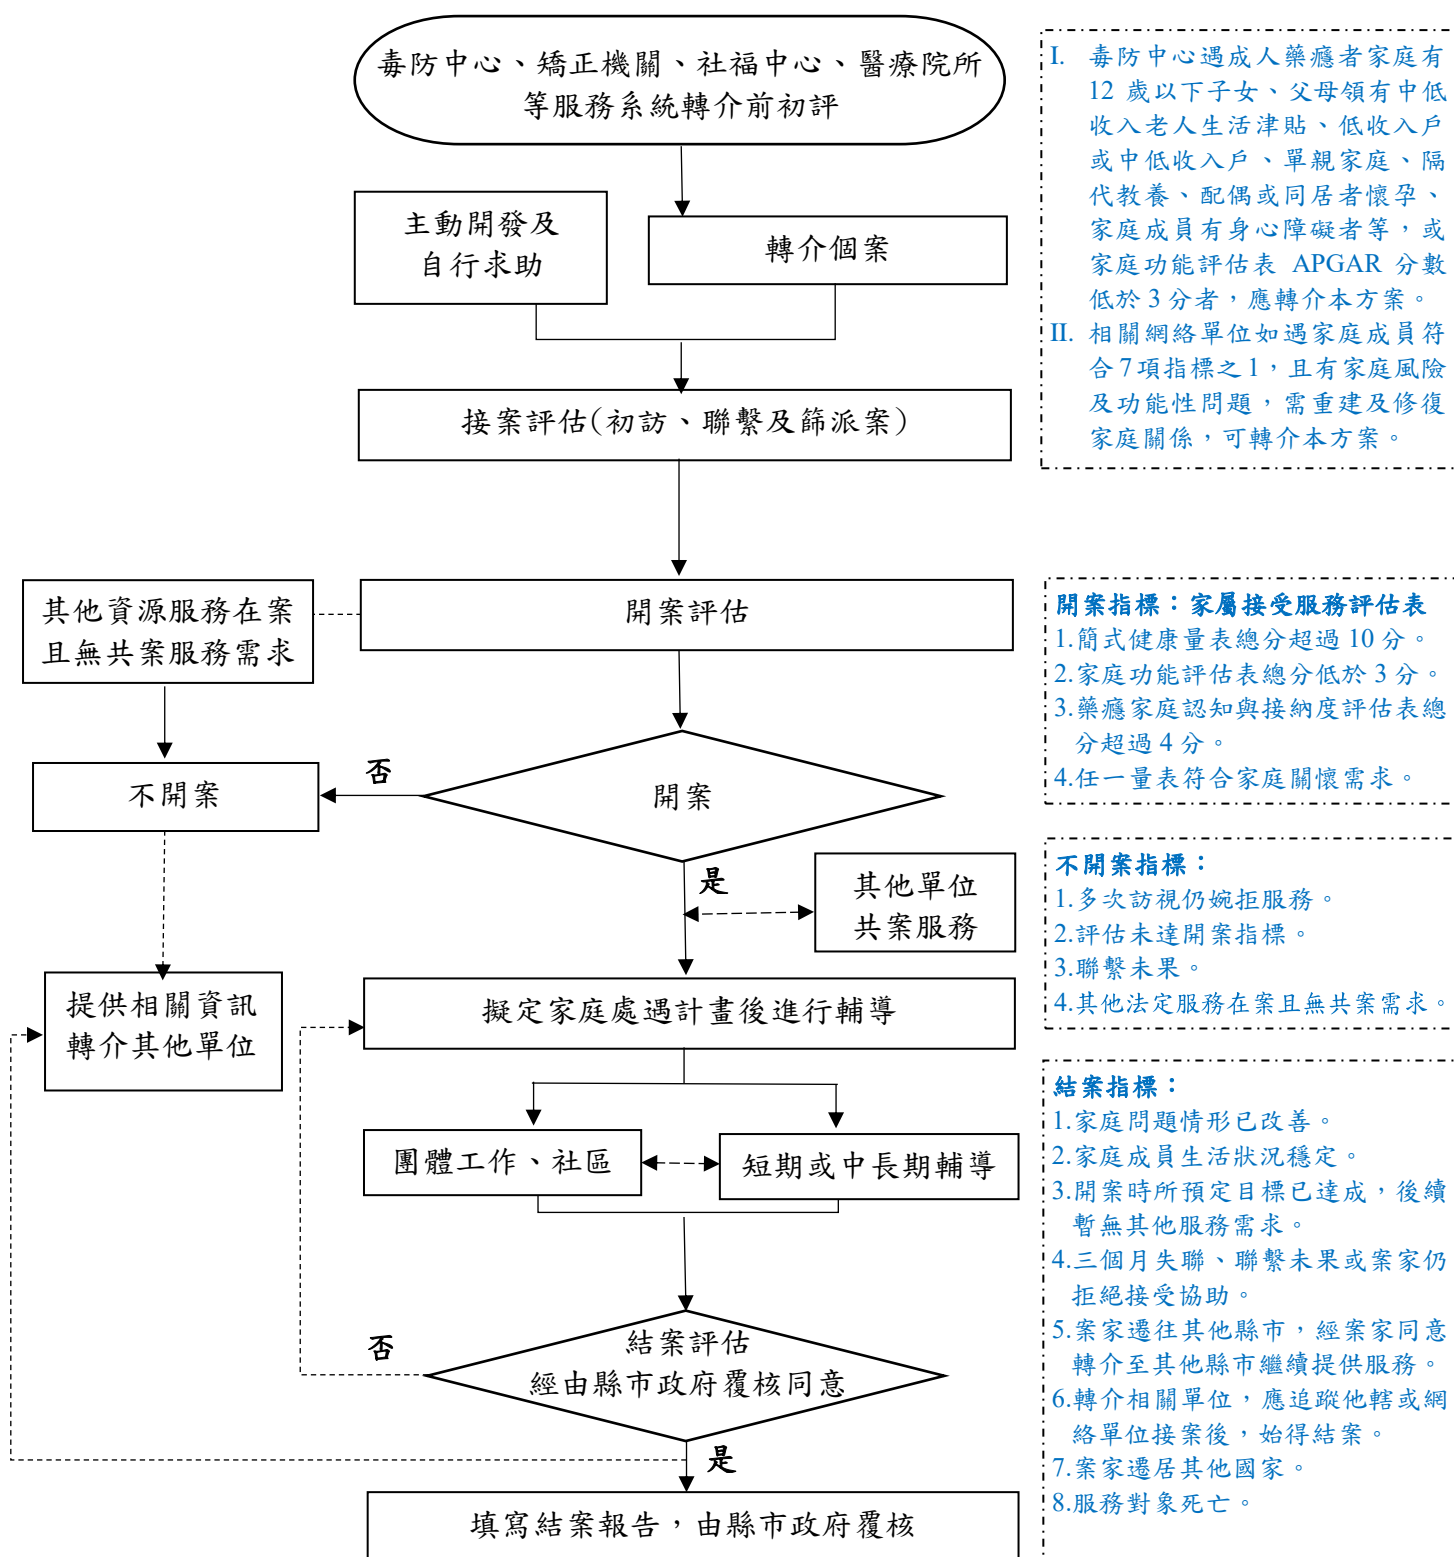 毒防中心、矯正機關、社福中心、醫療院所
等服務系統轉介前初評
主動開發及
自行求助
轉介個案
接案評估(初訪、聯繫及篩派案)
其他資源服務在案
且無共案服務需求
開案評估
不開案
否
開案
是
其他單位
共案服務
提供相關資訊
轉介其他單位
擬定家庭處遇計畫後進行輔導
團體工作、社區
短期或中長期輔導
否
結案評估
經由縣市政府覆核同意
是
填寫結案報告，由縣市政府覆核
I. 毒防中心遇成人藥癮者家庭有
12 歲以下子女、父母領有中低
收入老人生活津貼、低收入戶
或中低收入戶、單親家庭、隔
代教養、配偶或同居者懷孕、
家庭成員有身心障礙者等，或
家庭功能評估表 APGAR 分數
低於 3 分者，應轉介本方案。
II. 相關網絡單位如遇家庭成員符
合 7 項指標之 1，且有家庭風險
及功能性問題，需重建及修復
家庭關係，可轉介本方案。
開案指標：家屬接受服務評估表
1.簡式健康量表總分超過 10 分。
2.家庭功能評估表總分低於 3 分。
3.藥癮家庭認知與接納度評估表總
分超過 4 分。
4.任一量表符合家庭關懷需求。
不開案指標：
1.多次訪視仍婉拒服務。
2.評估未達開案指標。
3.聯繫未果。
4.其他法定服務在案且無共案需求。
結案指標：
1.家庭問題情形已改善。
2.家庭成員生活狀況穩定。
3.開案時所預定目標已達成，後續
暫無其他服務需求。
4.三個月失聯、聯繫未果或案家仍
拒絕接受協助。
5.案家遷往其他縣市，經案家同意
轉介至其他縣市繼續提供服務。
6.轉介相關單位，應追蹤他轄或網
絡單位接案後，始得結案。
7.案家遷居其他國家。
8.服務對象死亡。